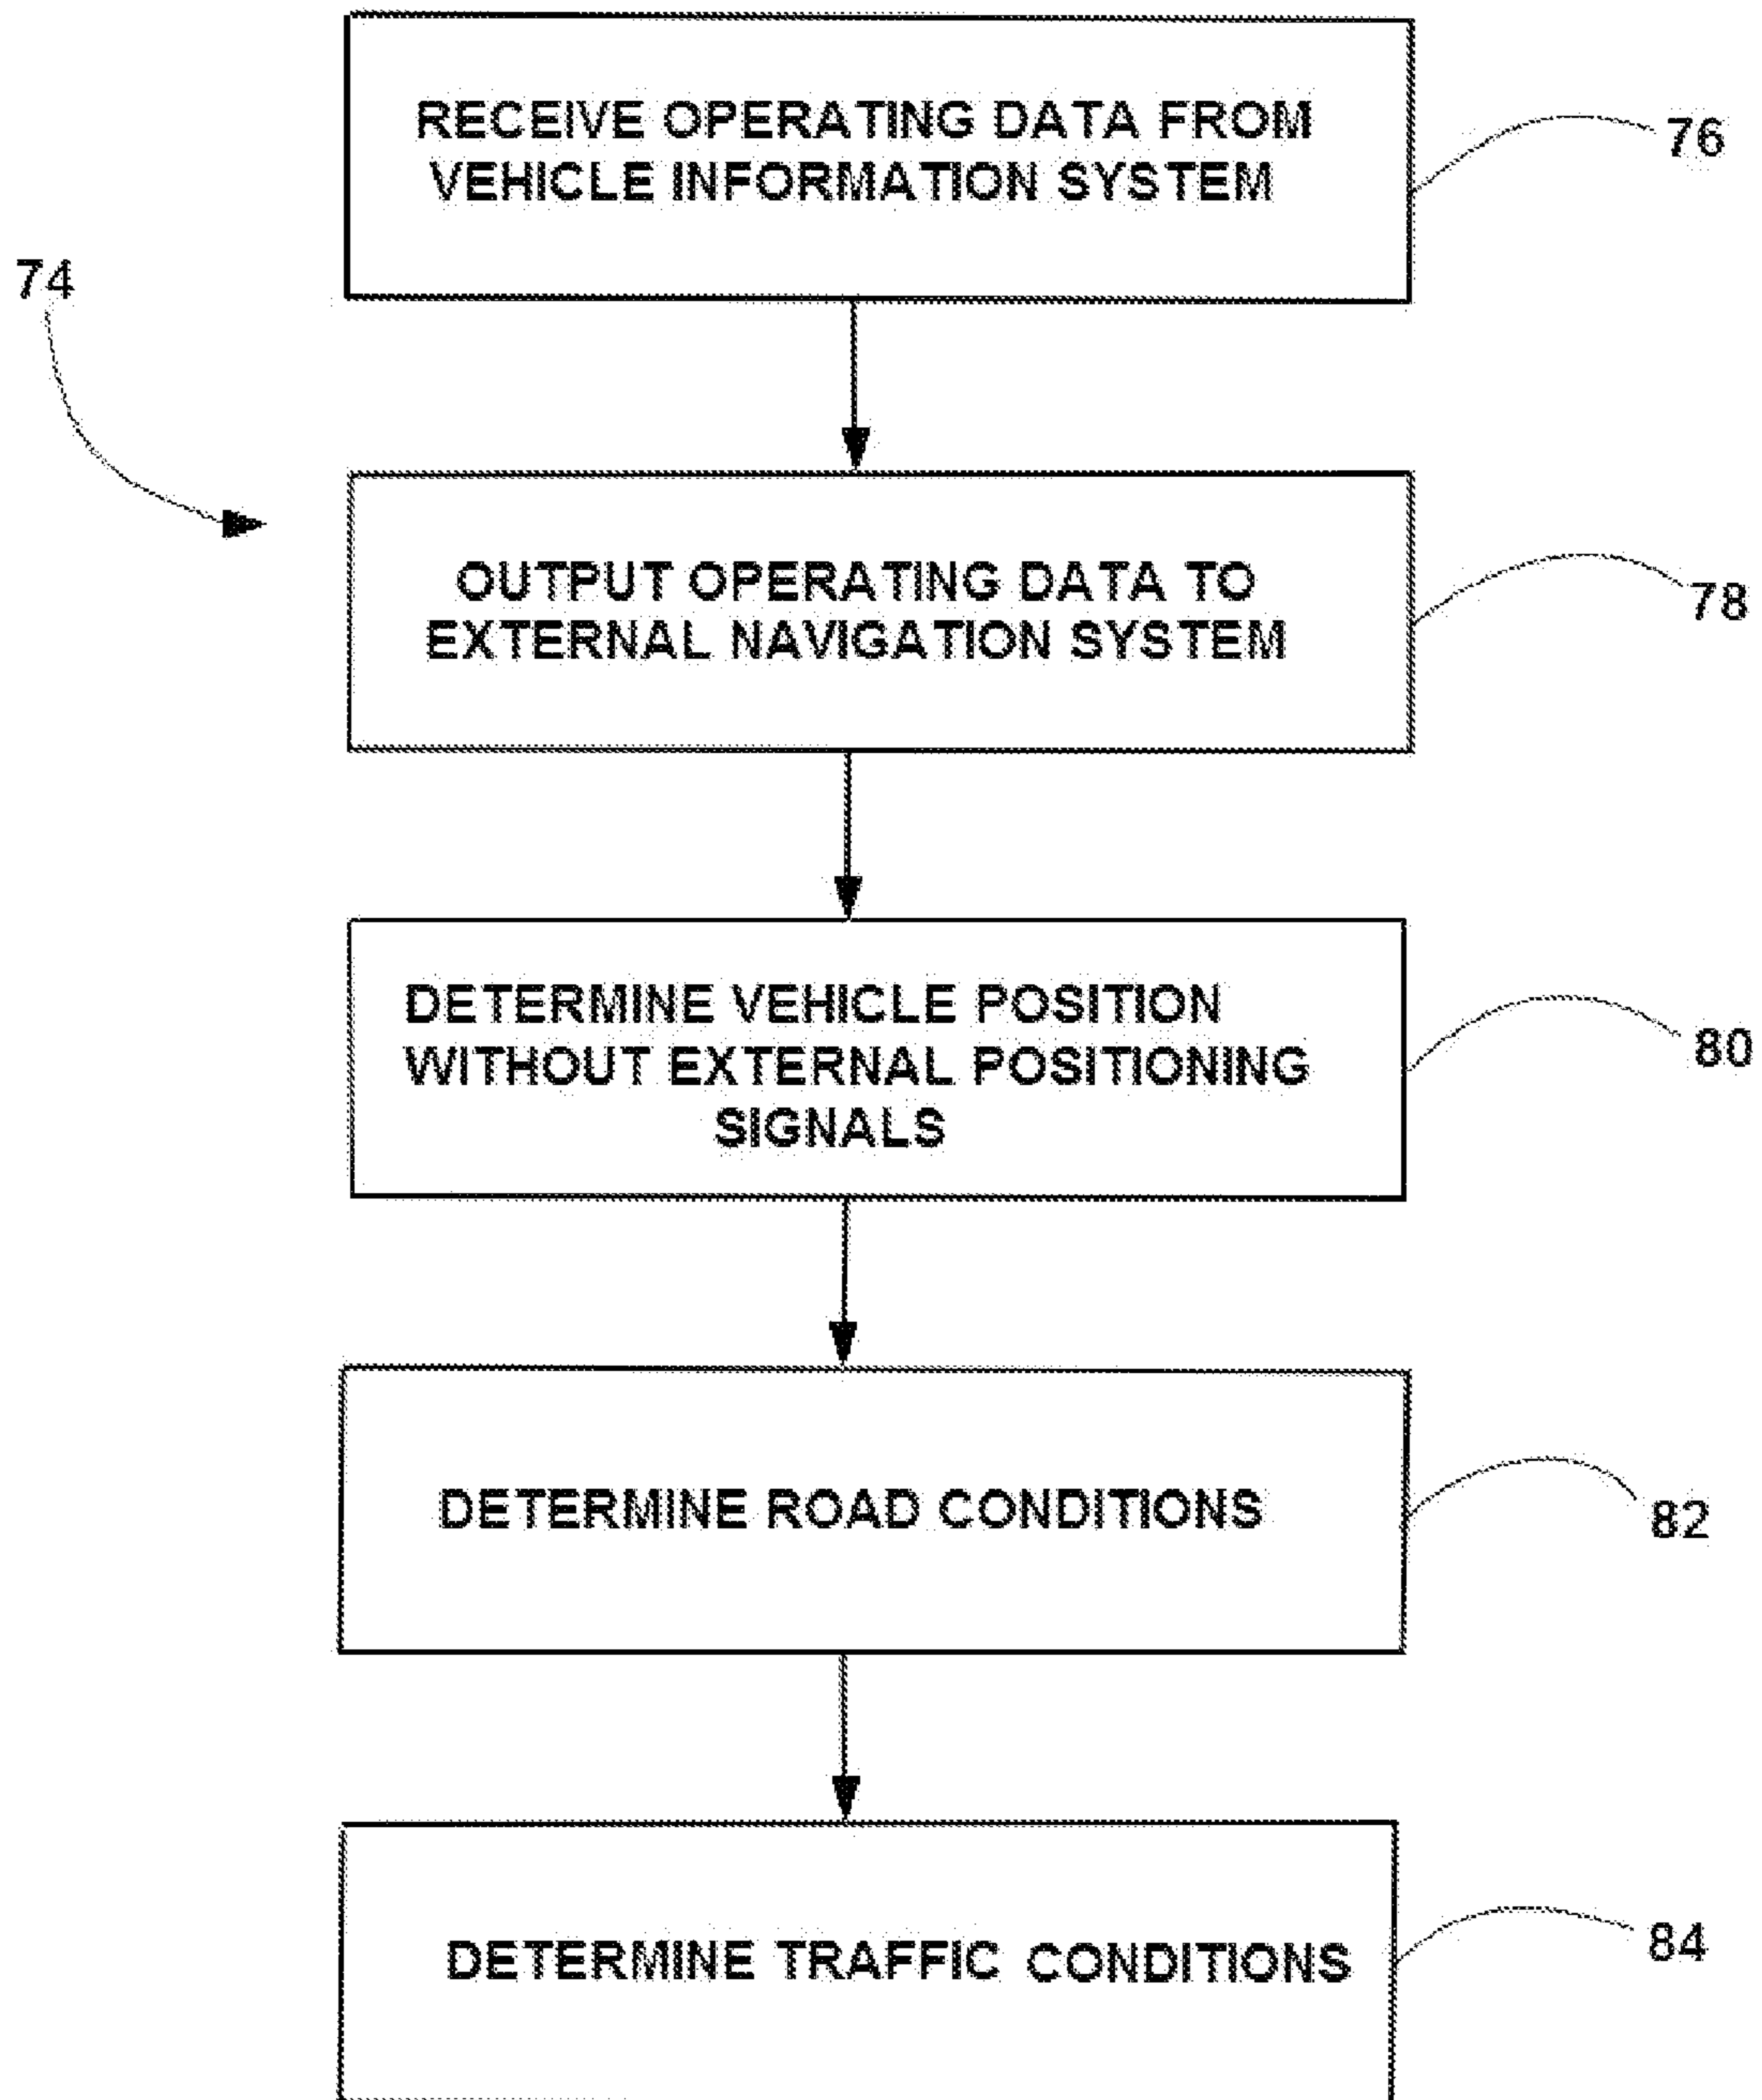 RECEIVE OPERATING DATA FROM
VEHICLE INFORMATION SYSTEM
76
74
OUTPUT OPERATING DATA TO
EXTERNAL NAVIGATION SYSTEM
78
DETERMINE VEHICLE POSITION
WITHOUT EXTERNAL POSITIONING
SIGNALS
80
DETERMINE ROAD CONDITIONS
82
DETERMINE TRAFFIC CONDITIONS
84